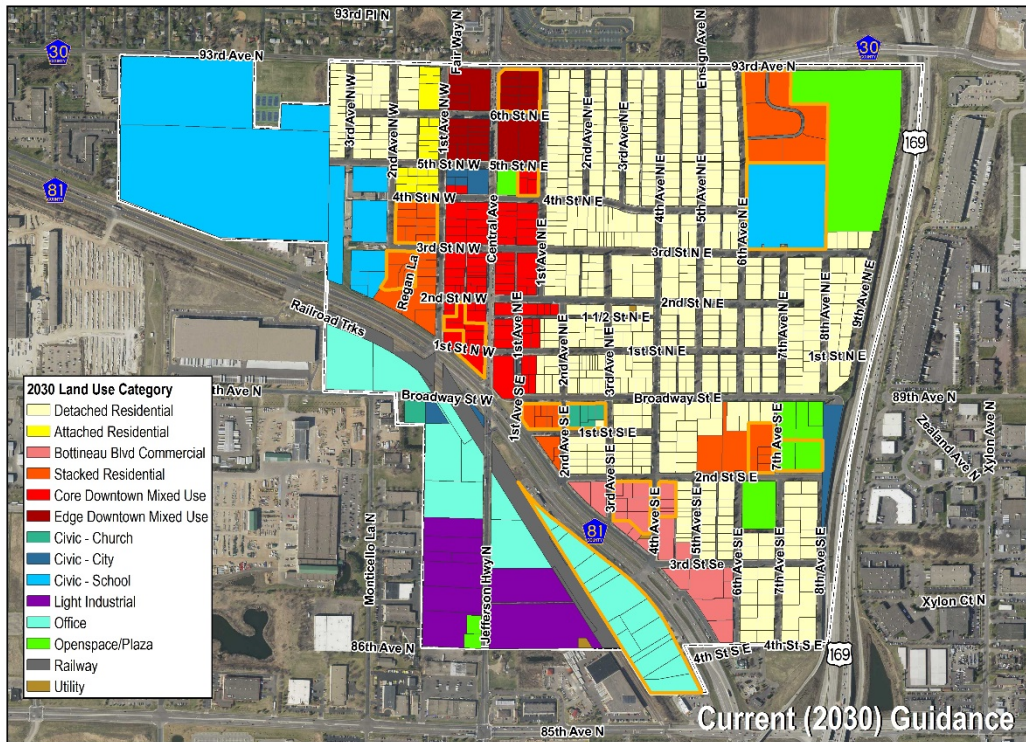 93rd Pl N
Fair Way N
Ensign Ave N
30
COUNTY
93rd Ave N
93rd Ave N
30
COUNTY
3rd Ave N W
2nd Ave N W
1st Ave N W
6th St N E
2nd Ave N E
3rd Ave N E
169
5th St N W
5th St N E
4th Ave N E
5th Ave N E
6th Ave N E
81
COUNTY
4th St N W
Central Ave
4th St N E
1st Ave N E
3rd St N W
3rd St N E
Regan La
2nd St N W
2nd St N E
8th Ave N E
9th Ave N E
Railroad Trks
1st Ave N E
1 1/2 St N E
7th Ave N E
1st St N W
2nd Ave N E
3rd Ave N E
1st St N E
1st St N E
Broadway St W
Broadway St E
89th Ave N
1st Ave S E
1st St S E
2nd Ave S E
3rd Ave S E
7th Ave S E
Zealand Ave N
Xylon Ave N
2nd St S E
4th Ave S E
5th Ave S E
81
COUNTY
3rd St Se
6th Ave S E
7th Ave S E
8th Ave S E
Monticello La N
Jefferson Hwy N
Xylon Ct N
86th Ave N
4th St S E
4th St S E
169
85th Ave N
2030 Land Use Category
Detached Residential
Attached Residential
Bottineau Blvd Commercial
Stacked Residential
Core Downtown Mixed Use
Edge Downtown Mixed Use
Civic - Church
Civic - City
Civic - School
Light Industrial
Office
Openspace/Plaza
Railway
Utility
Current (2030) Guidance